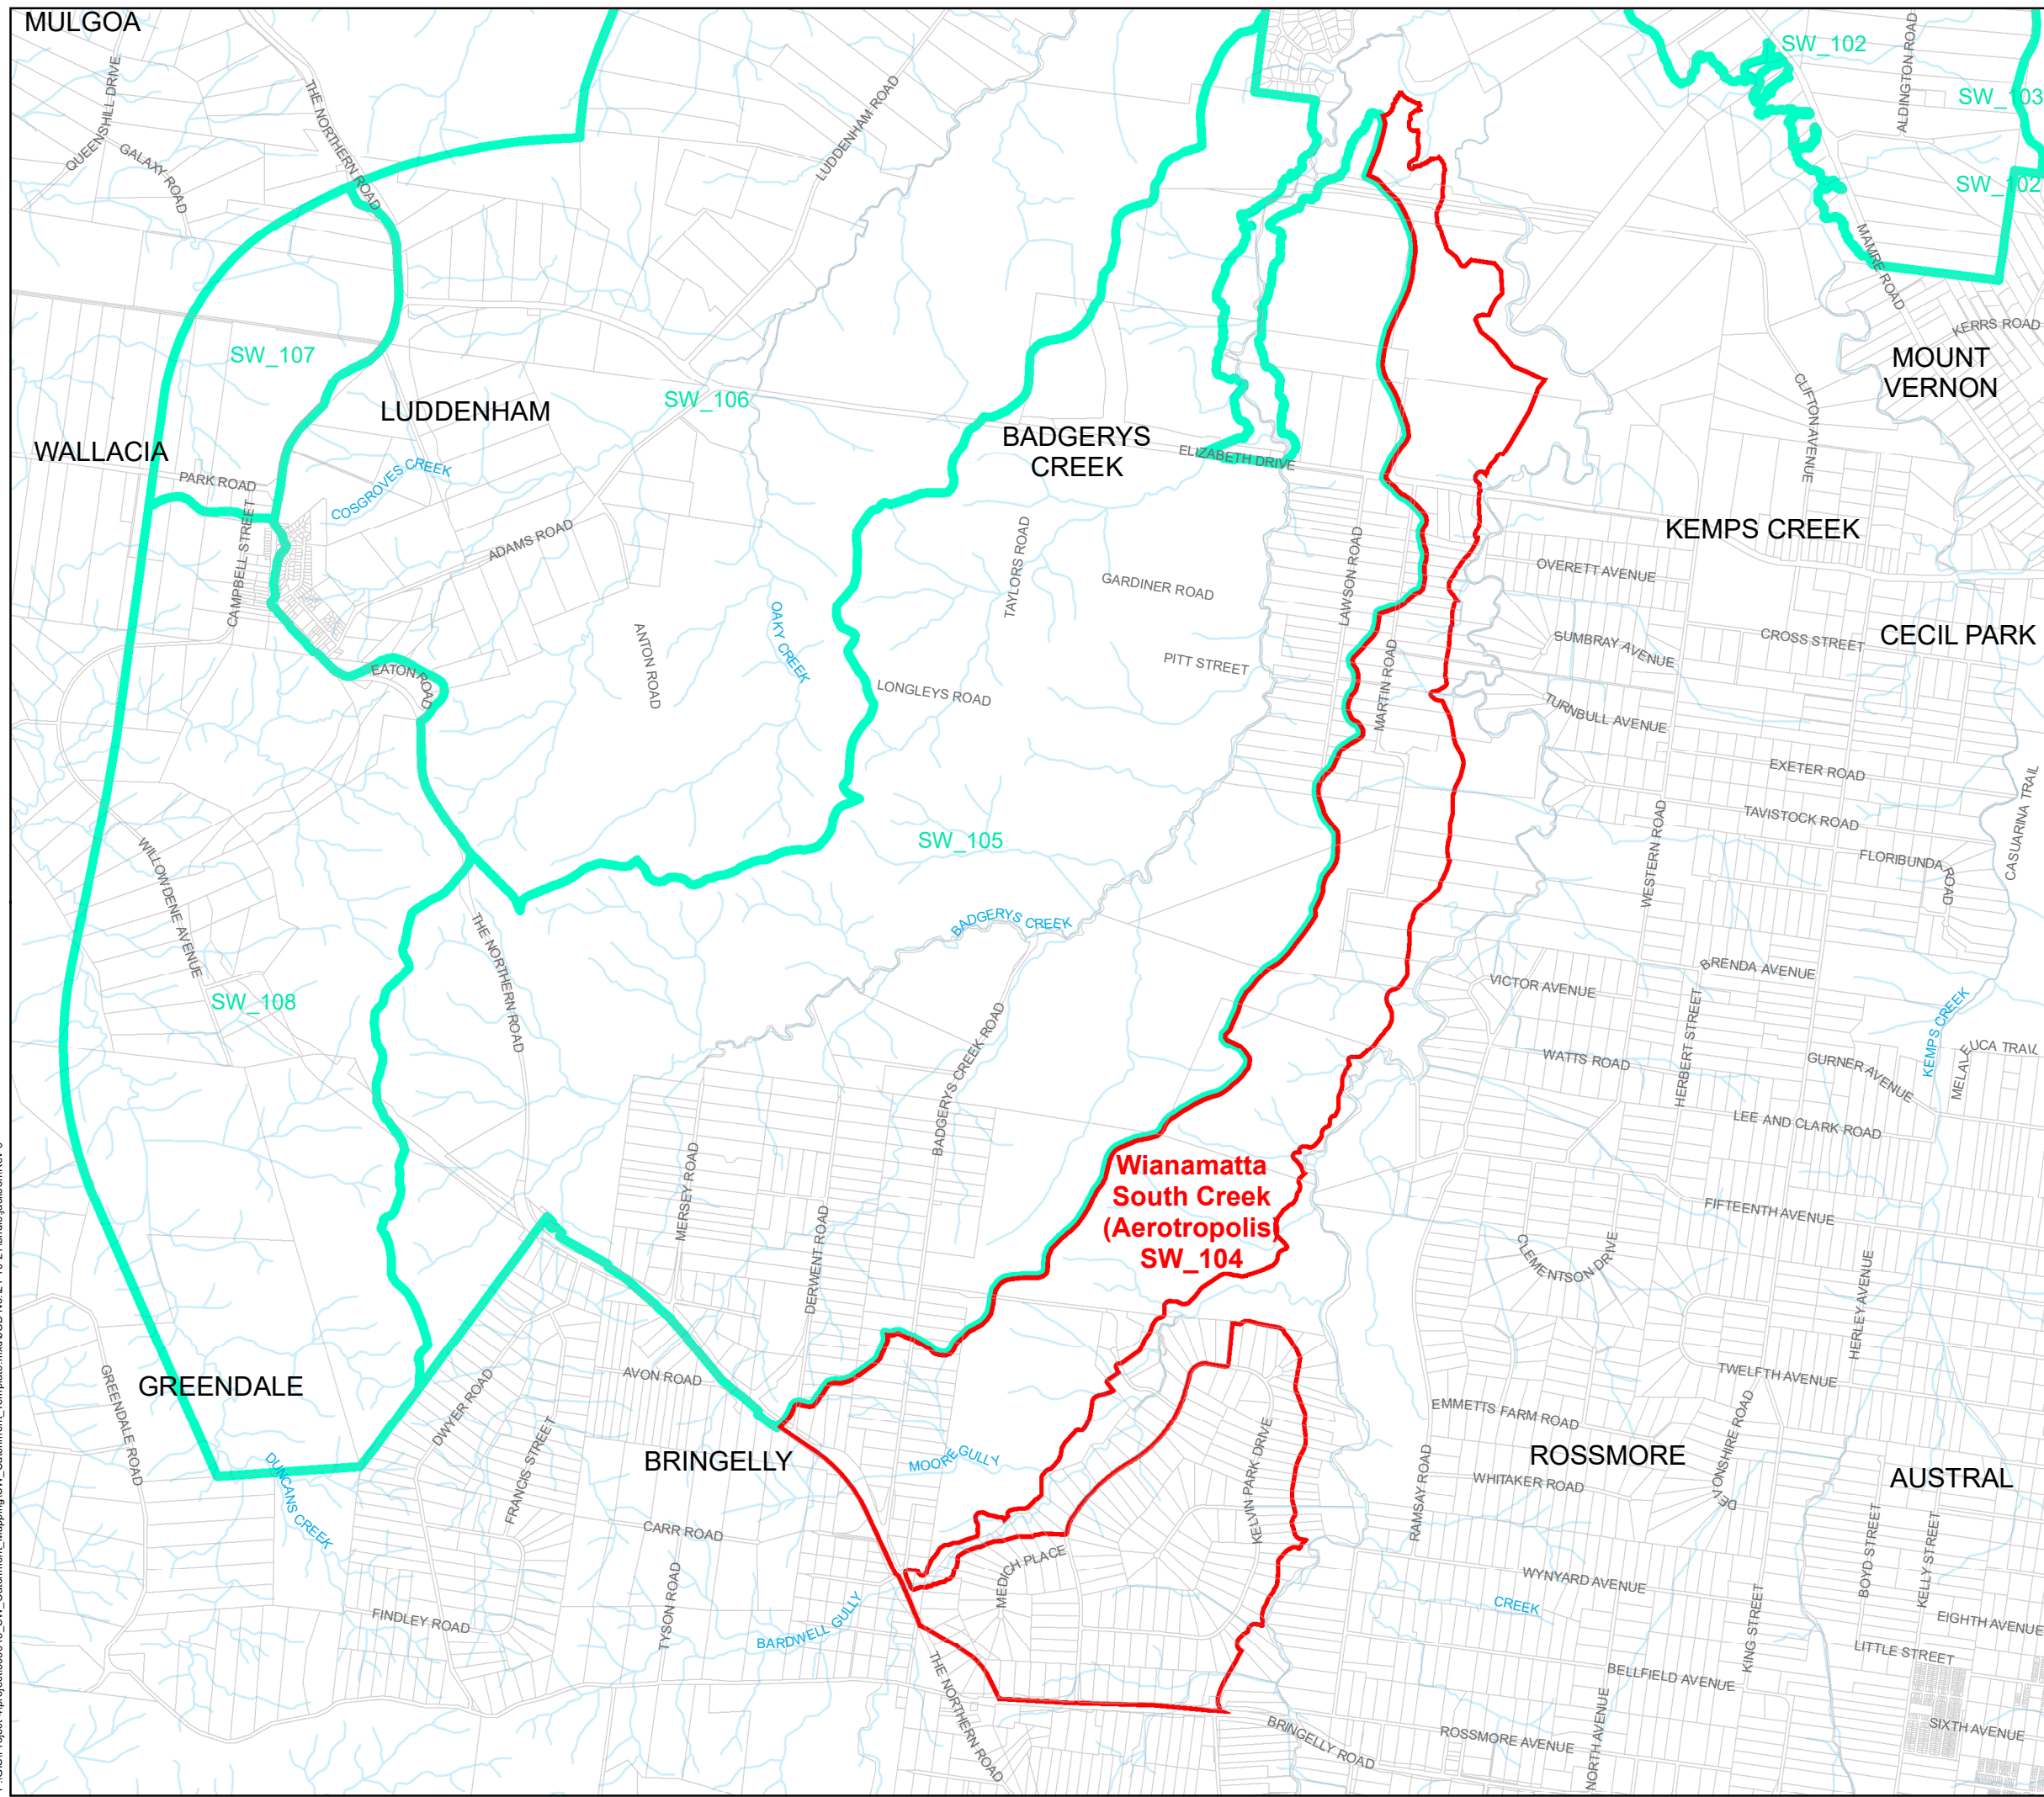 MULGOA
SW_102
QUEENSHILL DRIVE
THE NORTHERN ROAD
LUDDENHAM ROAD
ALDINGTON ROAD
SW_103
GALAXY ROAD
SW_102
MAMRE ROAD
KERRS ROAD
SW_107
MOUNT
VERNON
SW_106
LUDDENHAM
CLIFTON AVENUE
WALLACIA
BADGERYS
CREEK
ELIZABETH DRIVE
PARK ROAD
COSGROVES CREEK
KEMPS CREEK
CAMPBELL STREET
ADAMS ROAD
TAYLORS ROAD
GARDINER ROAD
LAWSON ROAD
OVERETT AVENUE
OAKY CREEK
ANTON ROAD
SUMBRAY AVENUE
CROSS STREET
CECIL PARK
EATON ROAD
PITT STREET
MARTIN ROAD
LONGLEYS ROAD
TURNBULL AVENUE
EXETER ROAD
CASUARINA TRAIL
TAVISTOCK ROAD
WESTERN ROAD
SW_105
FLORIBUNDA ROAD
WILLOWDENE AVENUE
BADGERYS CREEK
THE NORTHERN ROAD
BRENDA AVENUE
VICTOR AVENUE
SW_108
KEMPS CREEK
HERBERT STREET
BADGERYS CREEK ROAD
WATTS ROAD
GURNER AVENUE
MELALEUCA TRAIL
LEE AND CLARK ROAD
MERSEY ROAD
Wianamatta
South Creek
(Aerotropolis)
SW_104
FIFTEENTH AVENUE
DERWENT ROAD
CLEMENTSON DRIVE
HERLEY AVENUE
GREENDALE
GREENDALE ROAD
AVON ROAD
DWYER ROAD
TWELFTH AVENUE
EMMETTS FARM ROAD
DEVONSHIRE ROAD
FRANCIS STREET
BRINGELLY
MOORE GULLY
KELVIN PARK DRIVE
ROSSMORE
AUSTRAL
WHITAKER ROAD
RAMSAY ROAD
DUNCANS CREEK
CARR ROAD
MEDICH PLACE
WYNYARD AVENUE
BOYD STREET
KELLY STREET
CREEK
TYSON ROAD
FINDLEY ROAD
BARDWELL GULLY
KING STREET
EIGHTH AVENUE
LITTLE STREET
THE NORTHERN ROAD
BELLFIELD AVENUE
NORTH AVENUE
BRINGELLY ROAD
ROSSMORE AVENUE
SIXTH AVENUE